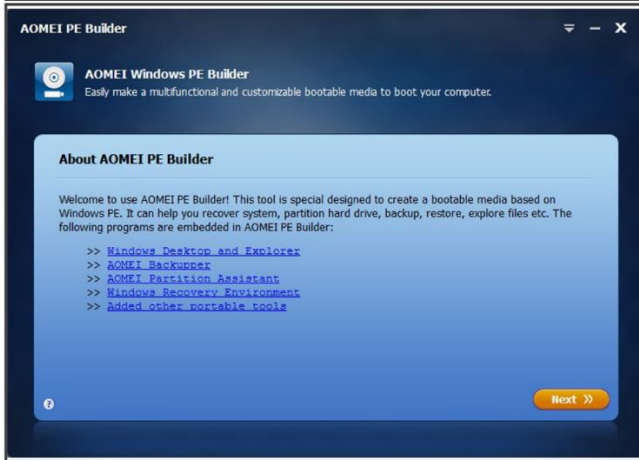 AOMEI PE Builder
AOMEI Windows PE Builder
Easily make a multifunctional and customizable bootable media to boot your computer.
About AOMEI PE Builder
Welcome to use AOMEI PE Builder! This tool is special designed to create a bootable media based on
Windows PE. It can help you recover system, partition hard drive, backup, restore, explore files etc. The
following programs are embedded in AOMEI PE Builder:
>> Windows Desktop and Explorer
>> AOMEI Backupper
>> AOMEI Partition Assistant
>> Windows Recovery Environment
>> Added other portable tools
Next »